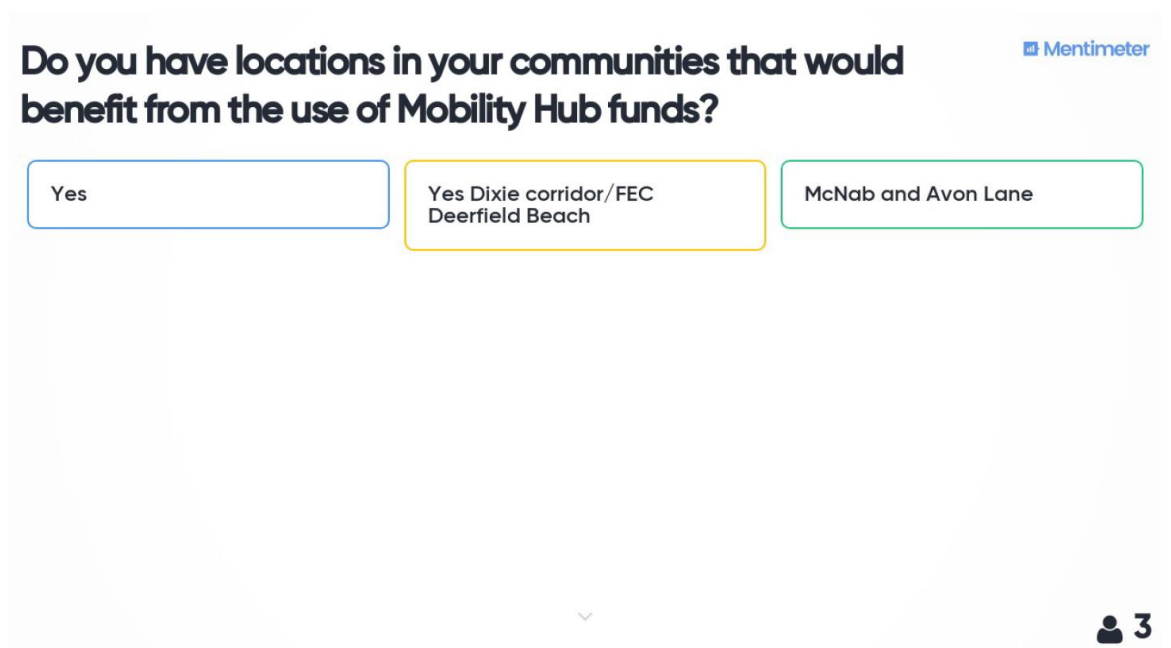 Do you have locations in your communities that would
benefit from the use of Mobility Hub funds?
Mentimeter
Yes
Yes Dixie corridor/FEC
Deerfield Beach
McNab and Avon Lane
3